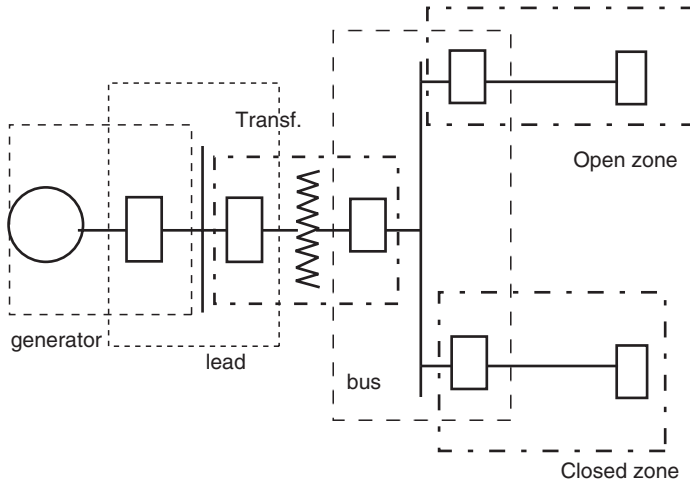 Transf.
Open zone
generator
lead
bus
Closed zone